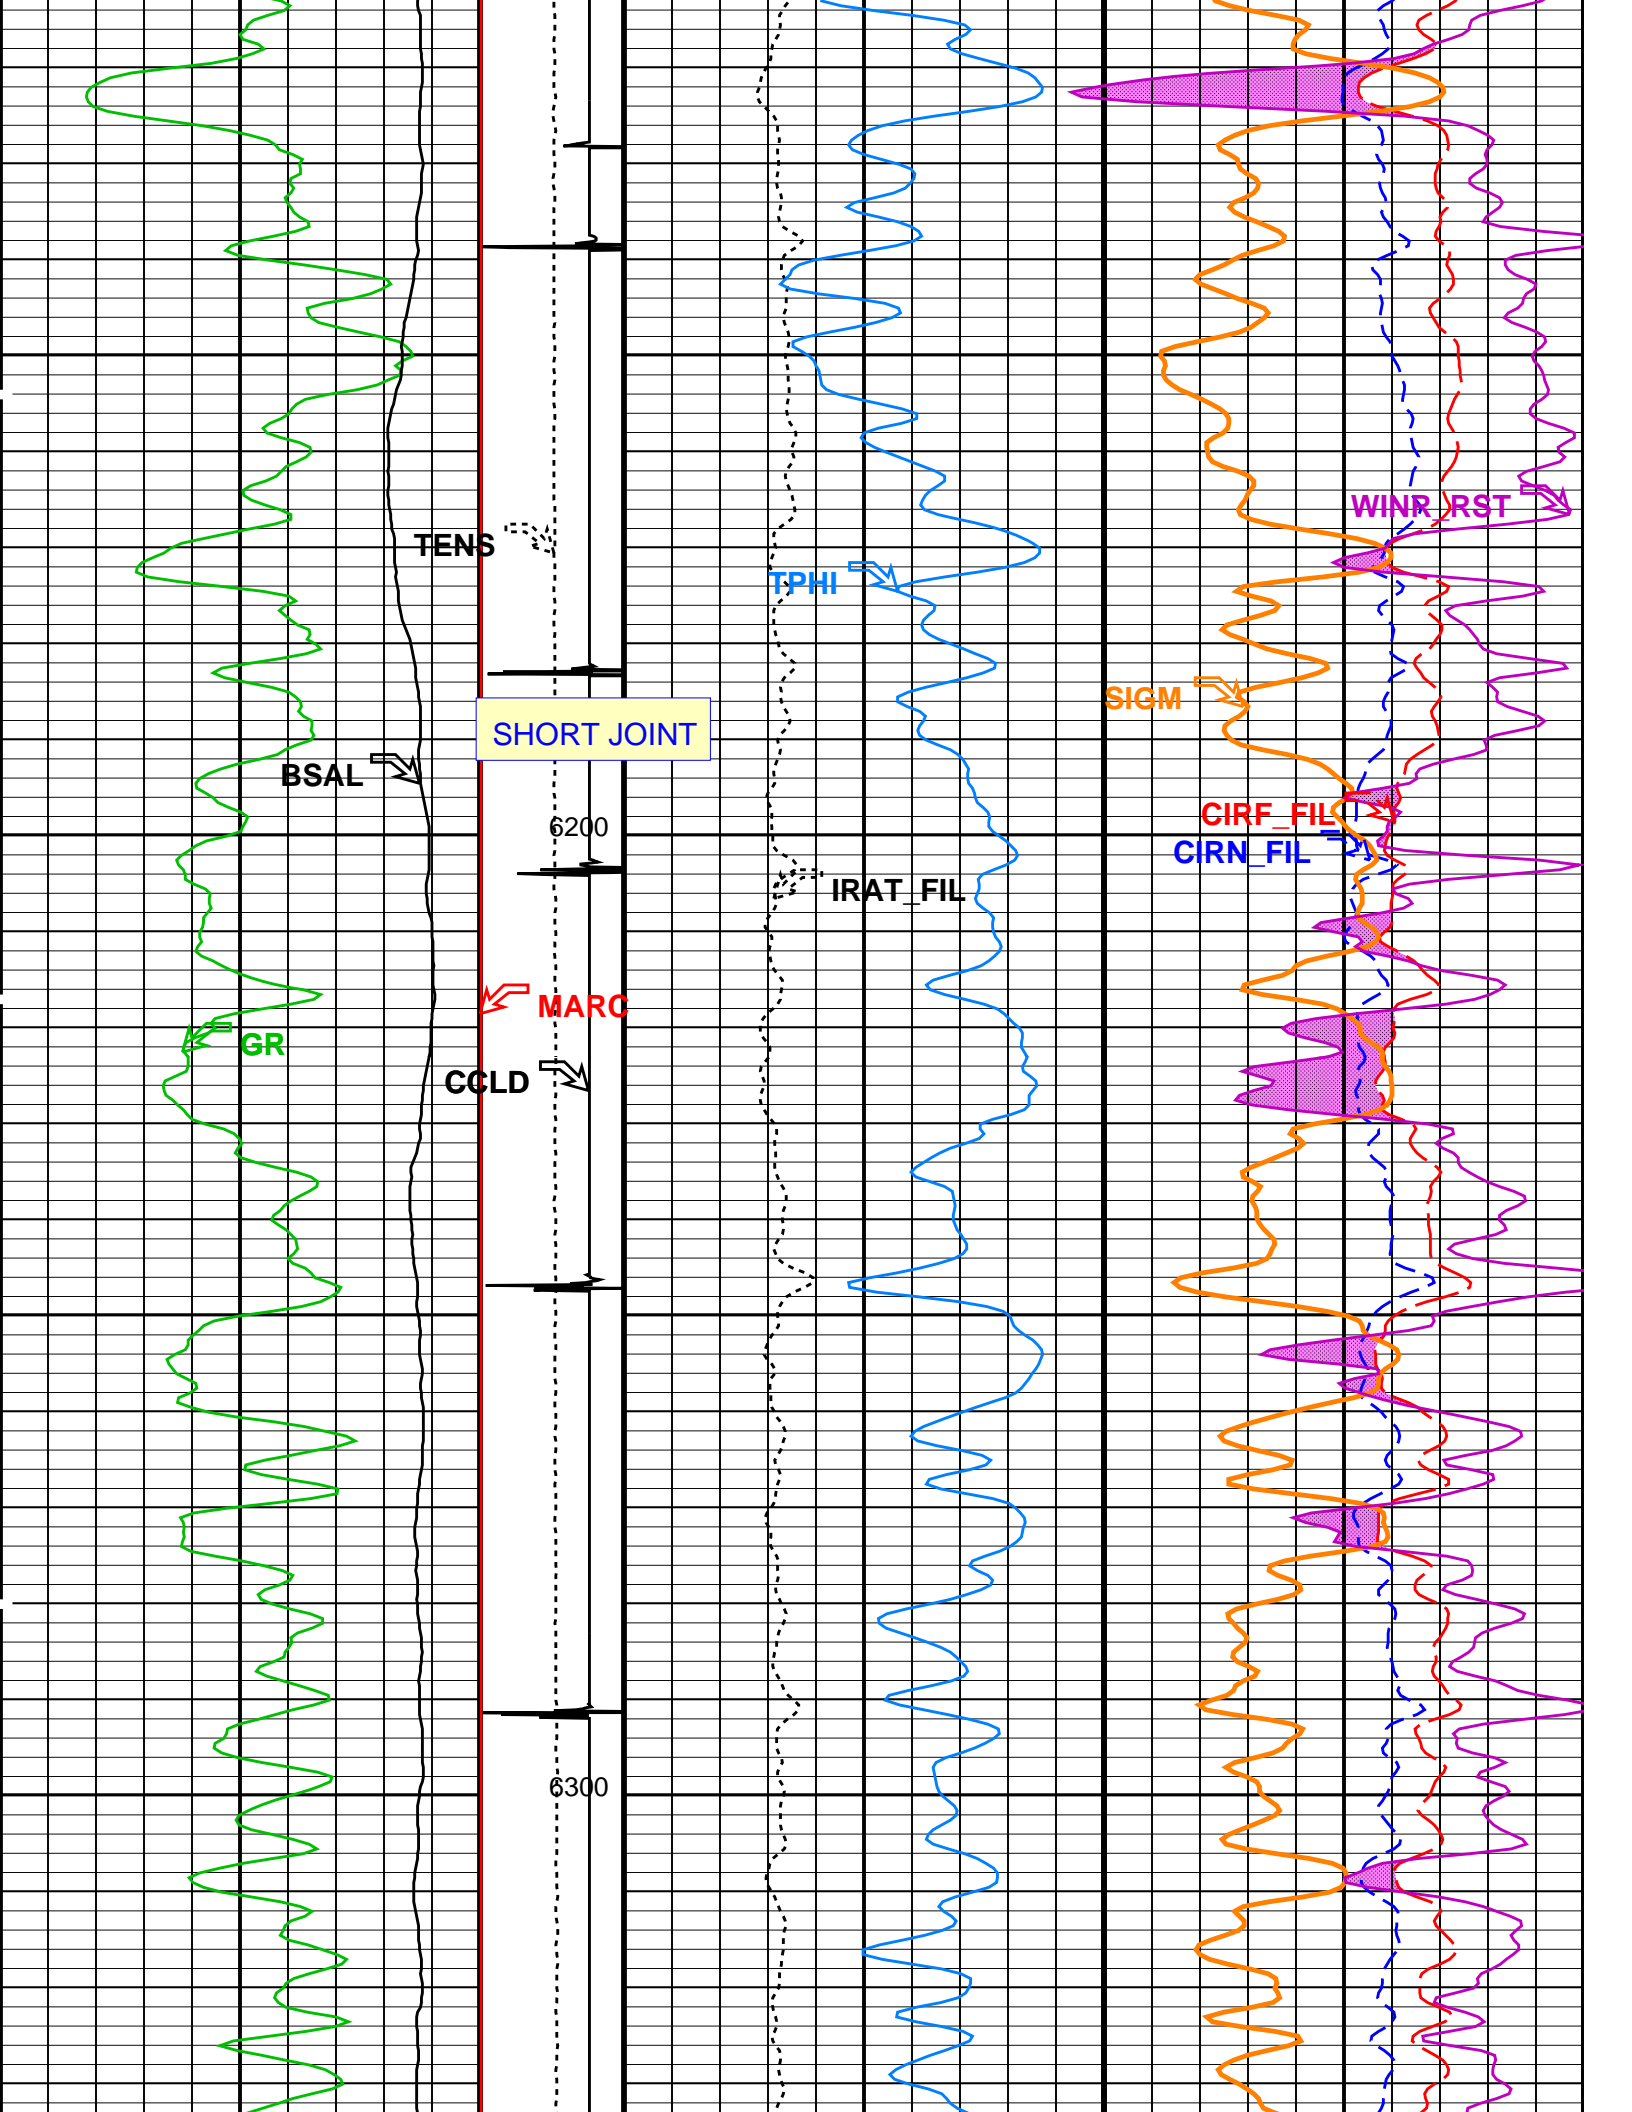 WINR_RST
TENS
TPHI
SIGM
SHORT JOINT
BSAL
CIRF_FIL
6200
CIRN_FIL
IRAT_FIL
MARC
GR
CCLD
6300